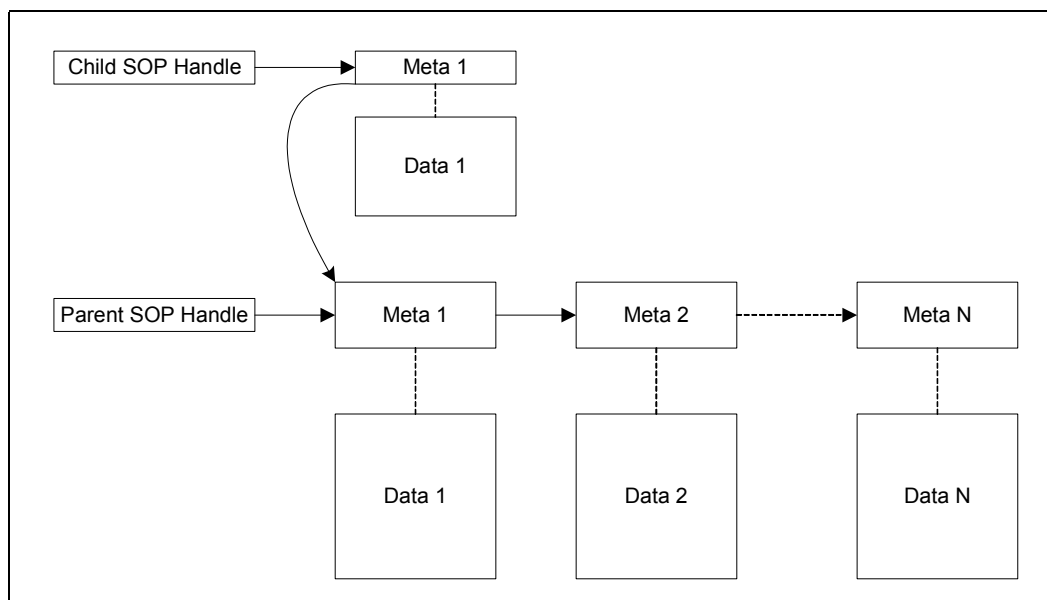 Child SOP Handle
Meta 1
Data 1
Parent SOP Handle
Meta 1
Meta 2
Meta N
Data 1
Data 2
Data N